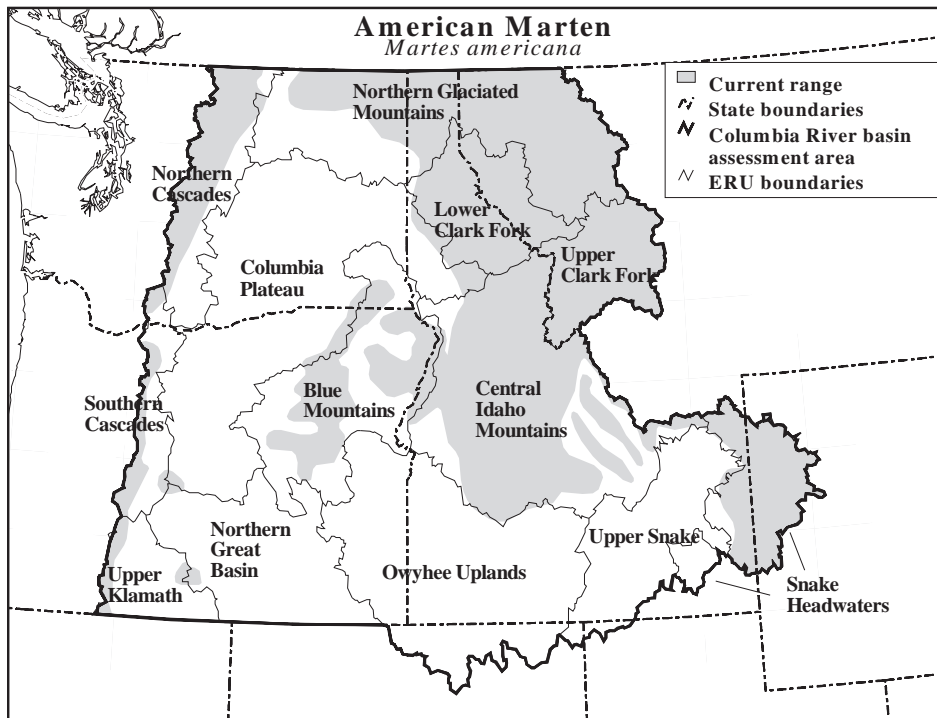 American Marten
Martes americana
Current range
State boundaries
Columbia River basin
assessment area
ERU boundaries
Northern Glaciated
Mountains
Northern
Cascades
Lower
Clark Fork
Upper
Clark Fork
Columbia
Plateau
Blue
Mountains
Central
Idaho
Mountains
Southern
Cascades
Northern
Great
Basin
Upper Snake
Upper
Klamath
Owyhee Uplands
Snake
Headwaters